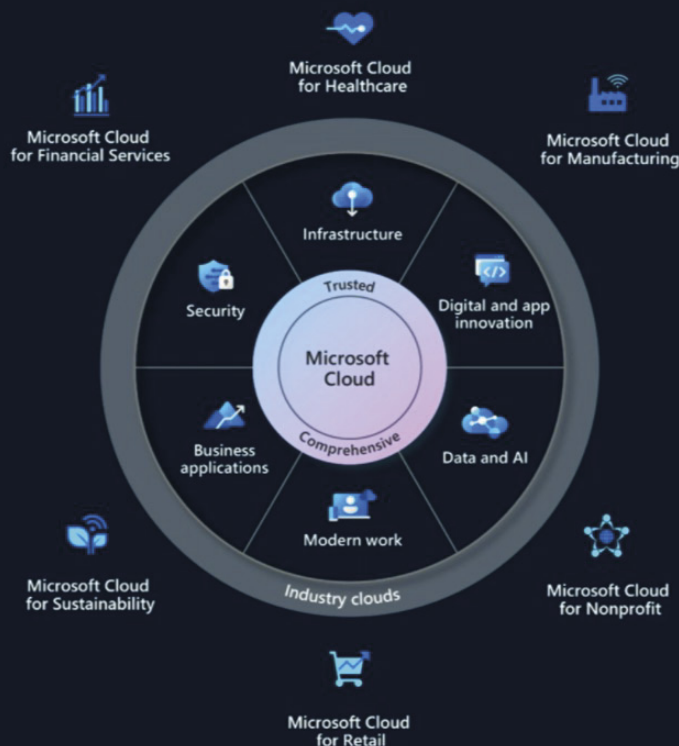 Microsoft Cloud
for Healthcare
Microsoft Cloud
for Financial Services
Microsoft Cloud
for Manufacturing
Infrastructure
Security
Digital and app
innovation
Trusted
Microsoft
Cloud
Comprehensive
Business
applications
Data and AI
Modern work
Industry clouds
Microsoft Cloud
for Sustainability
Microsoft Cloud
for Nonprofit
Microsoft Cloud
for Retail